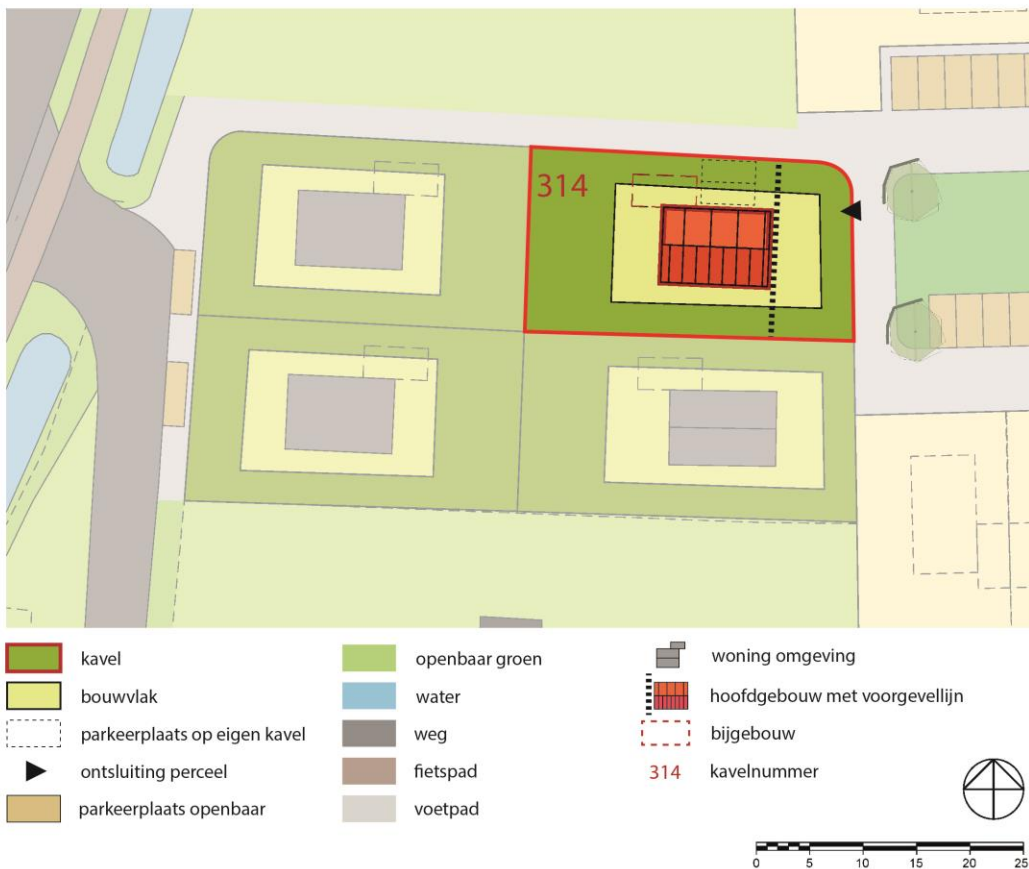 314
kavel
bouwvlak
parkeerplaats op eigen kavel
ontsluiting perceel
parkeerplaats openbaar
openbaar groen
water
weg
fietspad
voetpad
woning omgeving
hoofdgebouw met voorgevellijn
bijgebouw
314 kavelnummer
0 5 10 15 20 25